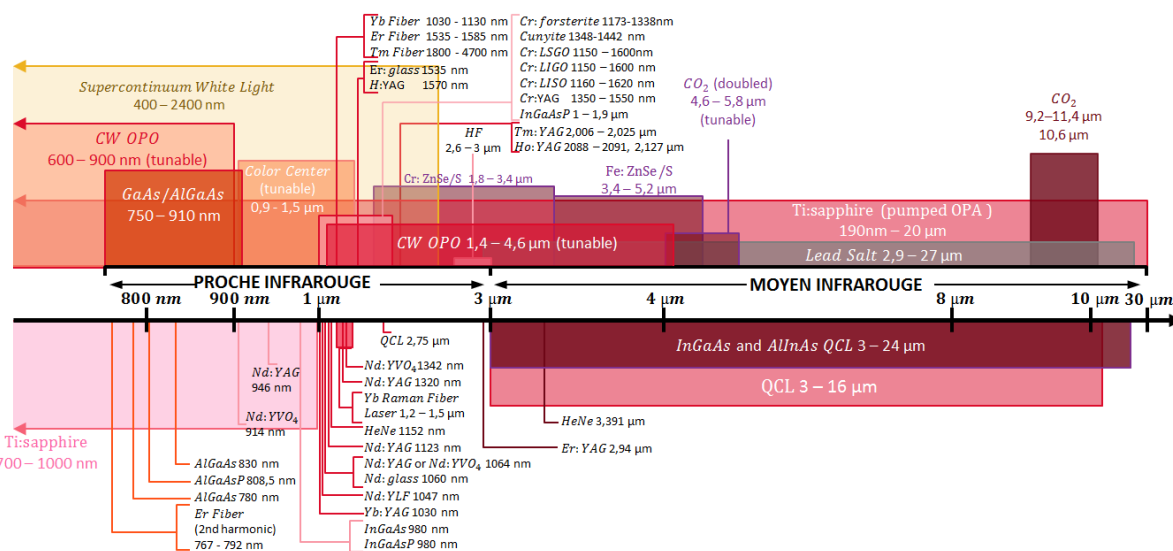 Yb Fiber 1030 - 1130 nm
Er Fiber 1535 - 1585 nm
Tm Fiber 1800 - 4700 nm
Er: glass 1535 nm
H:YAG 1570 nm
Cr: forsterite 1173-1338nm
Cunyite 1348-1442 nm
Cr: LSGO 1150 – 1600nm
Cr: LIGO 1150 – 1600 nm
Cr: LISO 1160 – 1620 nm
Cr:YAG 1350 – 1550 nm
InGaAsP 1 – 1,9 µm
Tm: YAG 2,006 – 2,025 µm
Ho: YAG 2088 – 2091, 2,127 µm
Supercontinuum White Light
400 – 2400 nm
CW OPO
600 – 900 nm (tunable)
GaAs/AlGaAs
750 – 910 nm
Color Center
(tunable)
0,9 - 1,5 µm
HF
2,6 – 3 µm
Cr: ZnSe/S 1,8 – 3,4 µm
Fe: ZnSe/S
3,4 – 5,2 µm
CO₂ (doubled)
4,6 – 5,8 µm
(tunable)
CO₂
9,2–11,4 µm
10,6 µm
CW OPO 1,4 – 4,6 µm (tunable)
Ti:sapphire (pumped OPA )
190nm – 20 µm
Lead Salt 2,9 – 27 µm
PROCHE INFRAROUGE
MOYEN INFRAROUGE
800 nm
900 nm
1 µm
3 µm
4 µm
8 µm
10 µm
30 µm
QCL 2,75 µm
InGaAs and AlInAs QCL 3 – 24 µm
QCL 3 – 16 µm
Nd: YAG
946 nm
Nd: YVO₄
914 nm
Nd: YVO₄ 1342 nm
Nd: YAG 1320 nm
Yb Raman Fiber
Laser 1,2 – 1,5 µm
HeNe 1152 nm
Nd: YAG 1123 nm
Nd: YAG or Nd: YVO₄ 1064 nm
Nd: glass 1060 nm
Nd: YLF 1047 nm
Yb: YAG 1030 nm
InGaAs 980 nm
InGaAsP 980 nm
HeNe 3,391 µm
Er: YAG 2,94 µm
Ti:sapphire
700 – 1000 nm
AlGaAs 830 nm
AlGaAsP 808,5 nm
AlGaAs 780 nm
Er Fiber
(2nd harmonic)
767 - 792 nm